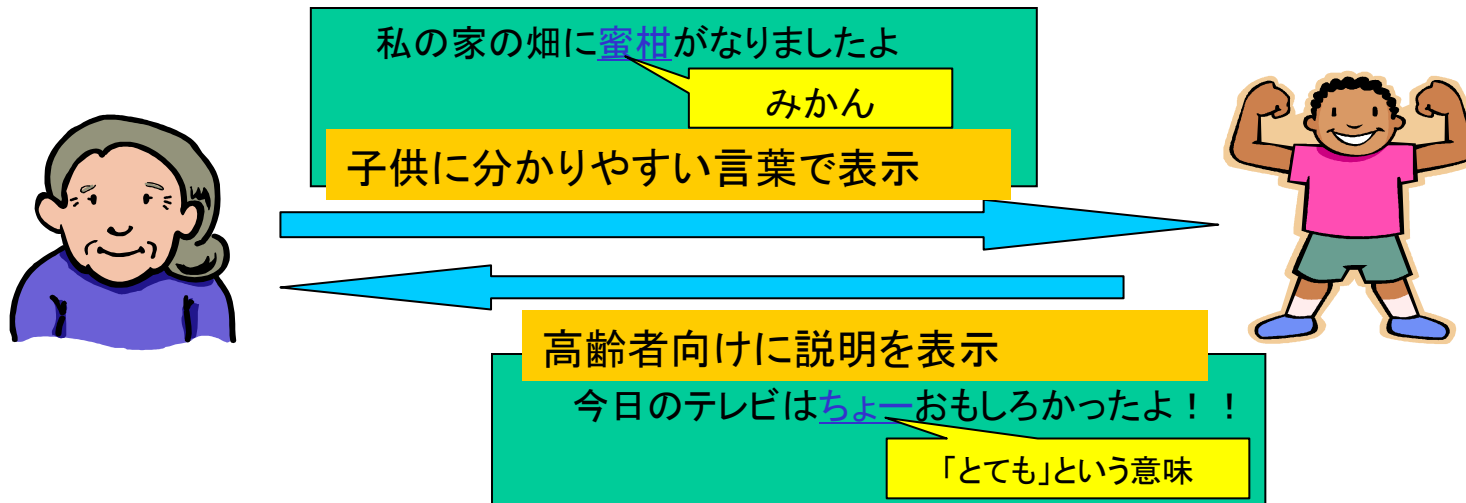 私の家の畑に蜜柑がなりましたよ
みかん
子供に分かりやすい言葉で表示
高齢者向けに説明を表示
今日のテレビはちょーおもしろかったよ！！
「とても」という意味